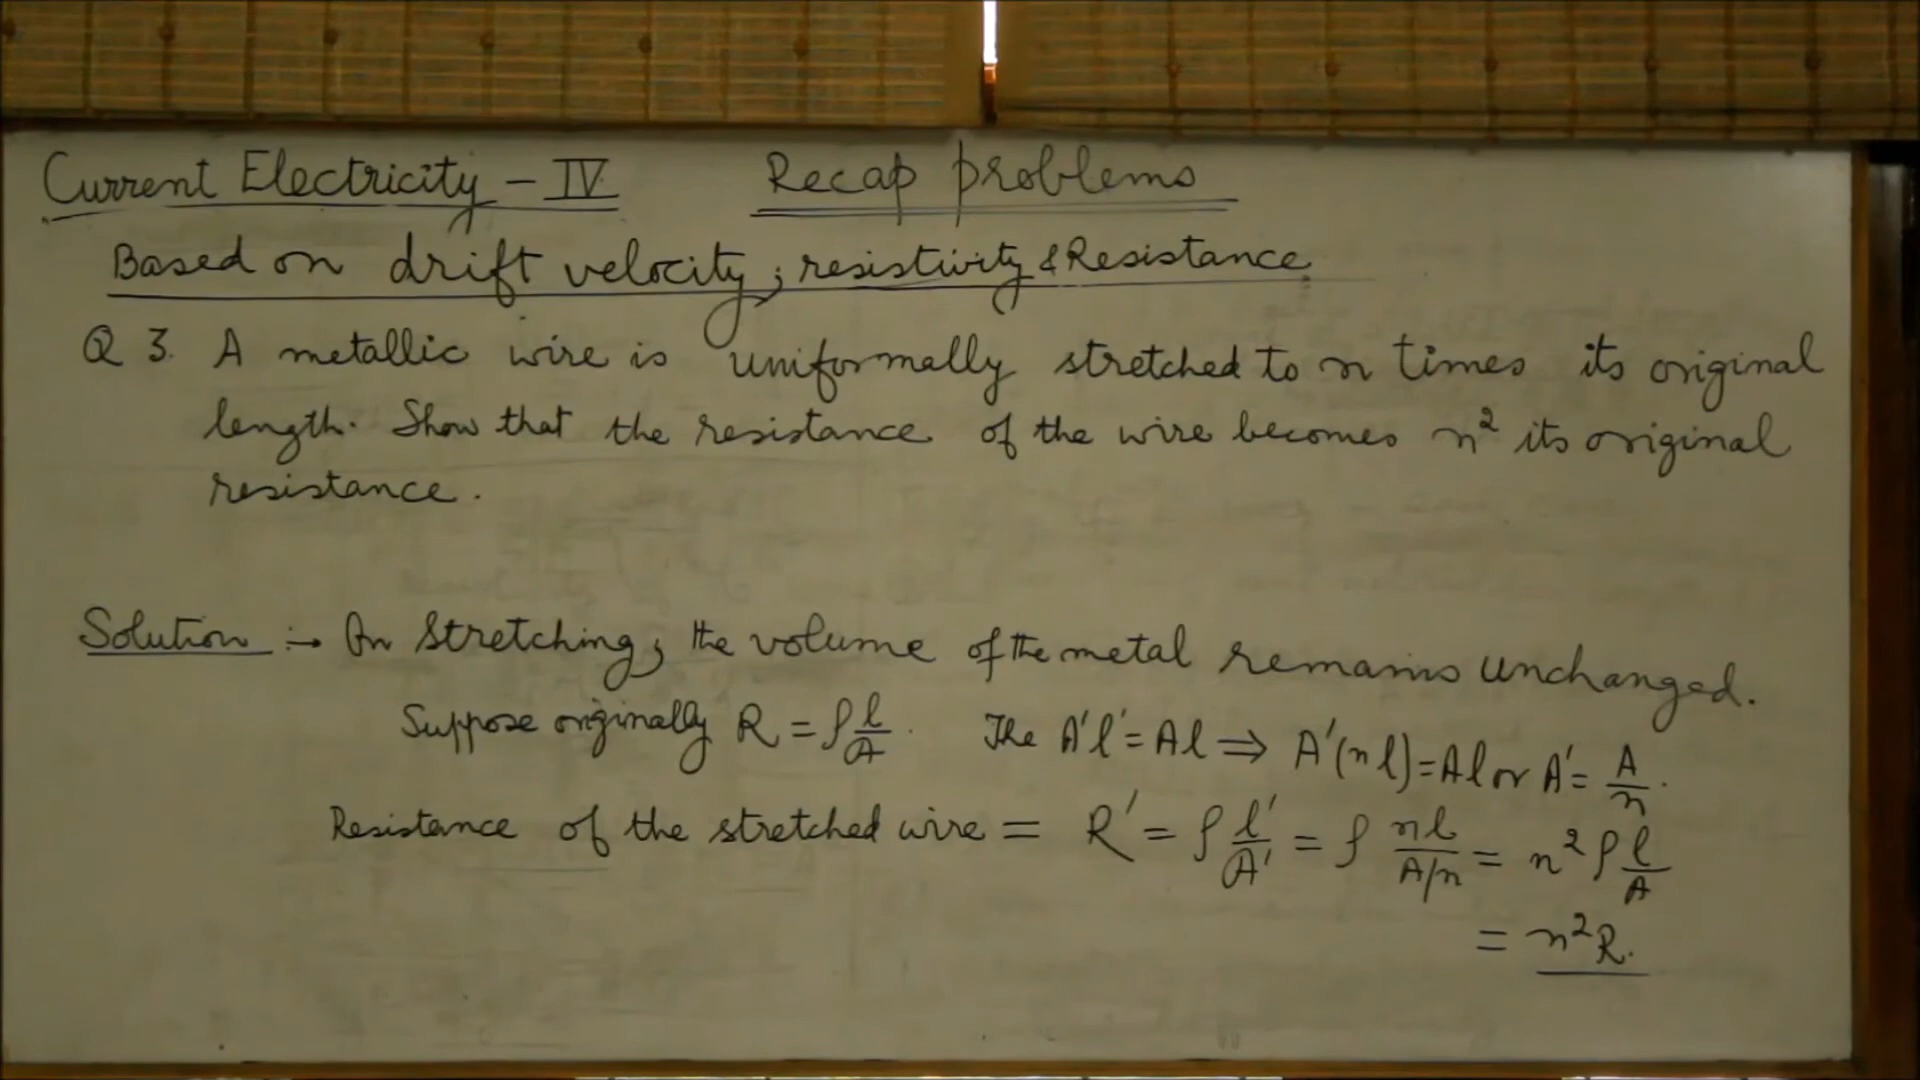 Current Electricity - IV Recap problems
Based on drift velocity, resistivity & Resistance
Q 3. A metallic wire is uniformally stretched to n times its original
length. Show that the resistance of the wire becomes n² its original
resistance.
Solution :→ On stretching, the volume of the metal remains unchanged.
Suppose originally R = ρ l/A. The A'l' = Al ⇒ A'(nl) = Al or A' = A/n.
Resistance of the stretched wire = R' = ρ l'/A' = ρ nl/(A/n) = n² ρ l/A
= n²R.